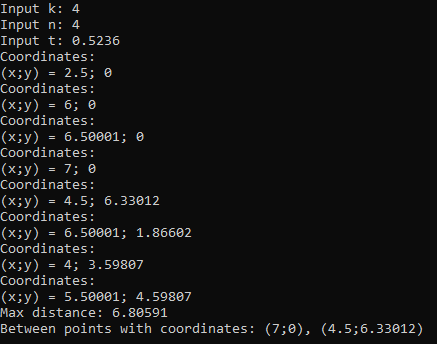 Input k: 4
Input n: 4
Input t: 0.5236
Coordinates:
(x;y) = 2.5; 0
Coordinates:
(x;y) = 6; 0
Coordinates:
(x;y) = 6.50001; 0
Coordinates:
(x;y) = 7; 0
Coordinates:
(x;y) = 4.5; 6.33012
Coordinates:
(x;y) = 6.50001; 1.86602
Coordinates:
(x;y) = 4; 3.59807
Coordinates:
(x;y) = 5.50001; 4.59807
Max distance: 6.80591
Between points with coordinates: (7;0), (4.5;6.33012)